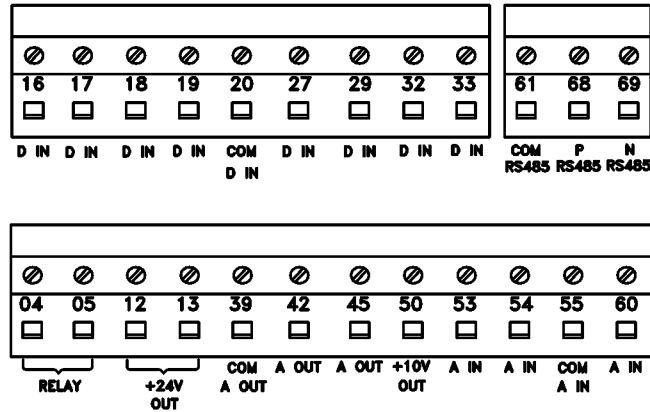 16 17 18 19 20 27 29 32 33 61 68 69
D IN D IN D IN D IN COM D IN D IN D IN D IN COM P N
D IN RS485 RS485 RS485
04 05 12 13 39 42 45 50 53 54 55 60
RELAY +24V COM A OUT A OUT +10V A IN A IN COM A IN
OUT A OUT OUT A IN